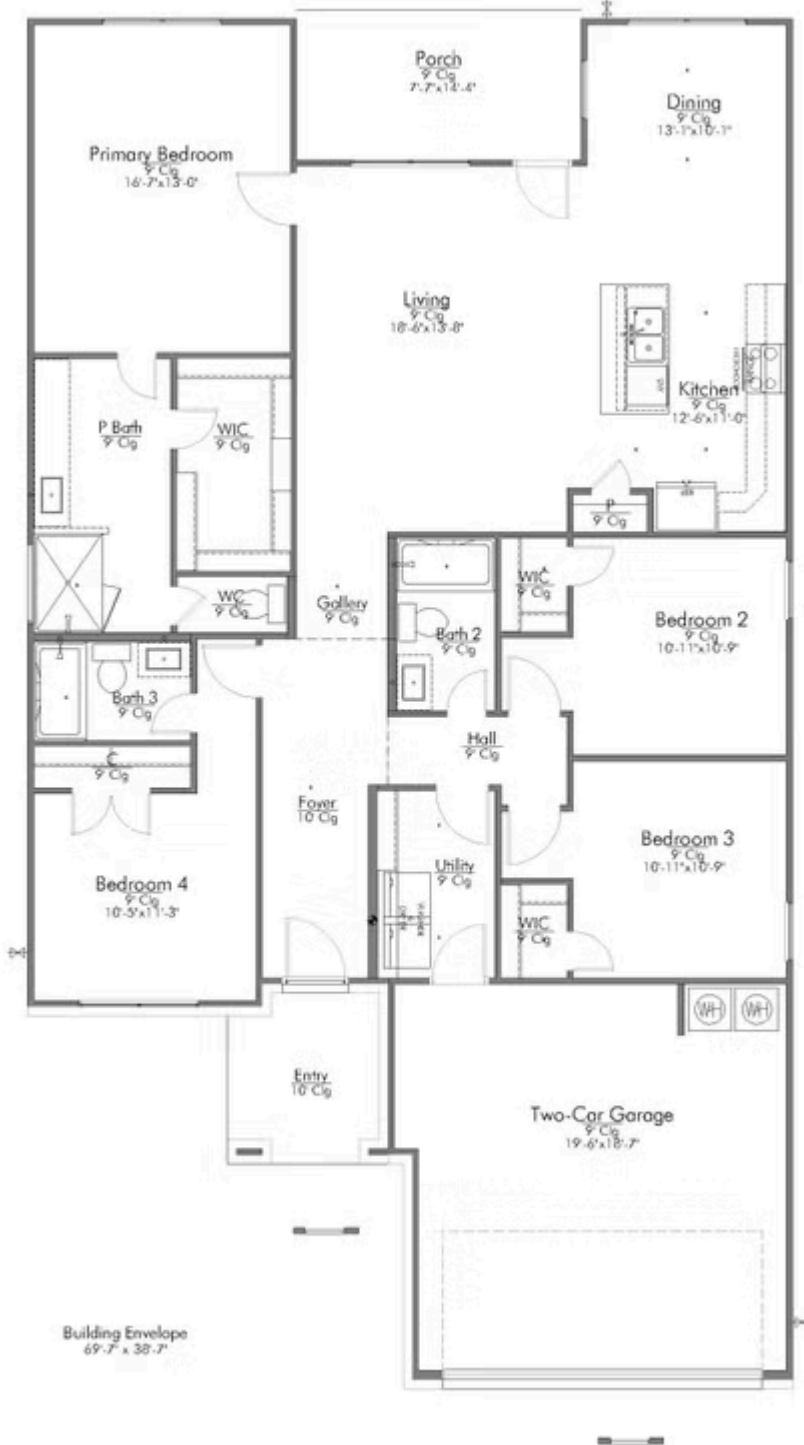 Porch
9' Clg
7'-7"x14'-4"
Dining
9' Clg
13'-1"x10'-1"
Primary Bedroom
9' Clg
16'-7"x13'-0"
Living
9' Clg
18'-6"x13'-8"
Kitchen
9' Clg
12'-6"x11'-0"
P Bath
9' Clg
WIC
9' Clg
P
9' Clg
WC
9' Clg
Gallery
9' Clg
Bath 2
9' Clg
WIC
9' Clg
Bedroom 2
9' Clg
10'-11"x10'-9"
Bath 3
9' Clg
C
9' Clg
Hall
9' Clg
Foyer
10' Clg
Utility
9' Clg
Bedroom 3
9' Clg
10'-11"x10'-9"
Bedroom 4
9' Clg
10'-5"x11'-3"
WIC
9' Clg
WH
WH
Entry
10' Clg
Two-Car Garage
9' Clg
19'-6"x18'-7"
Building Envelope
69'-7" x 38'-7"